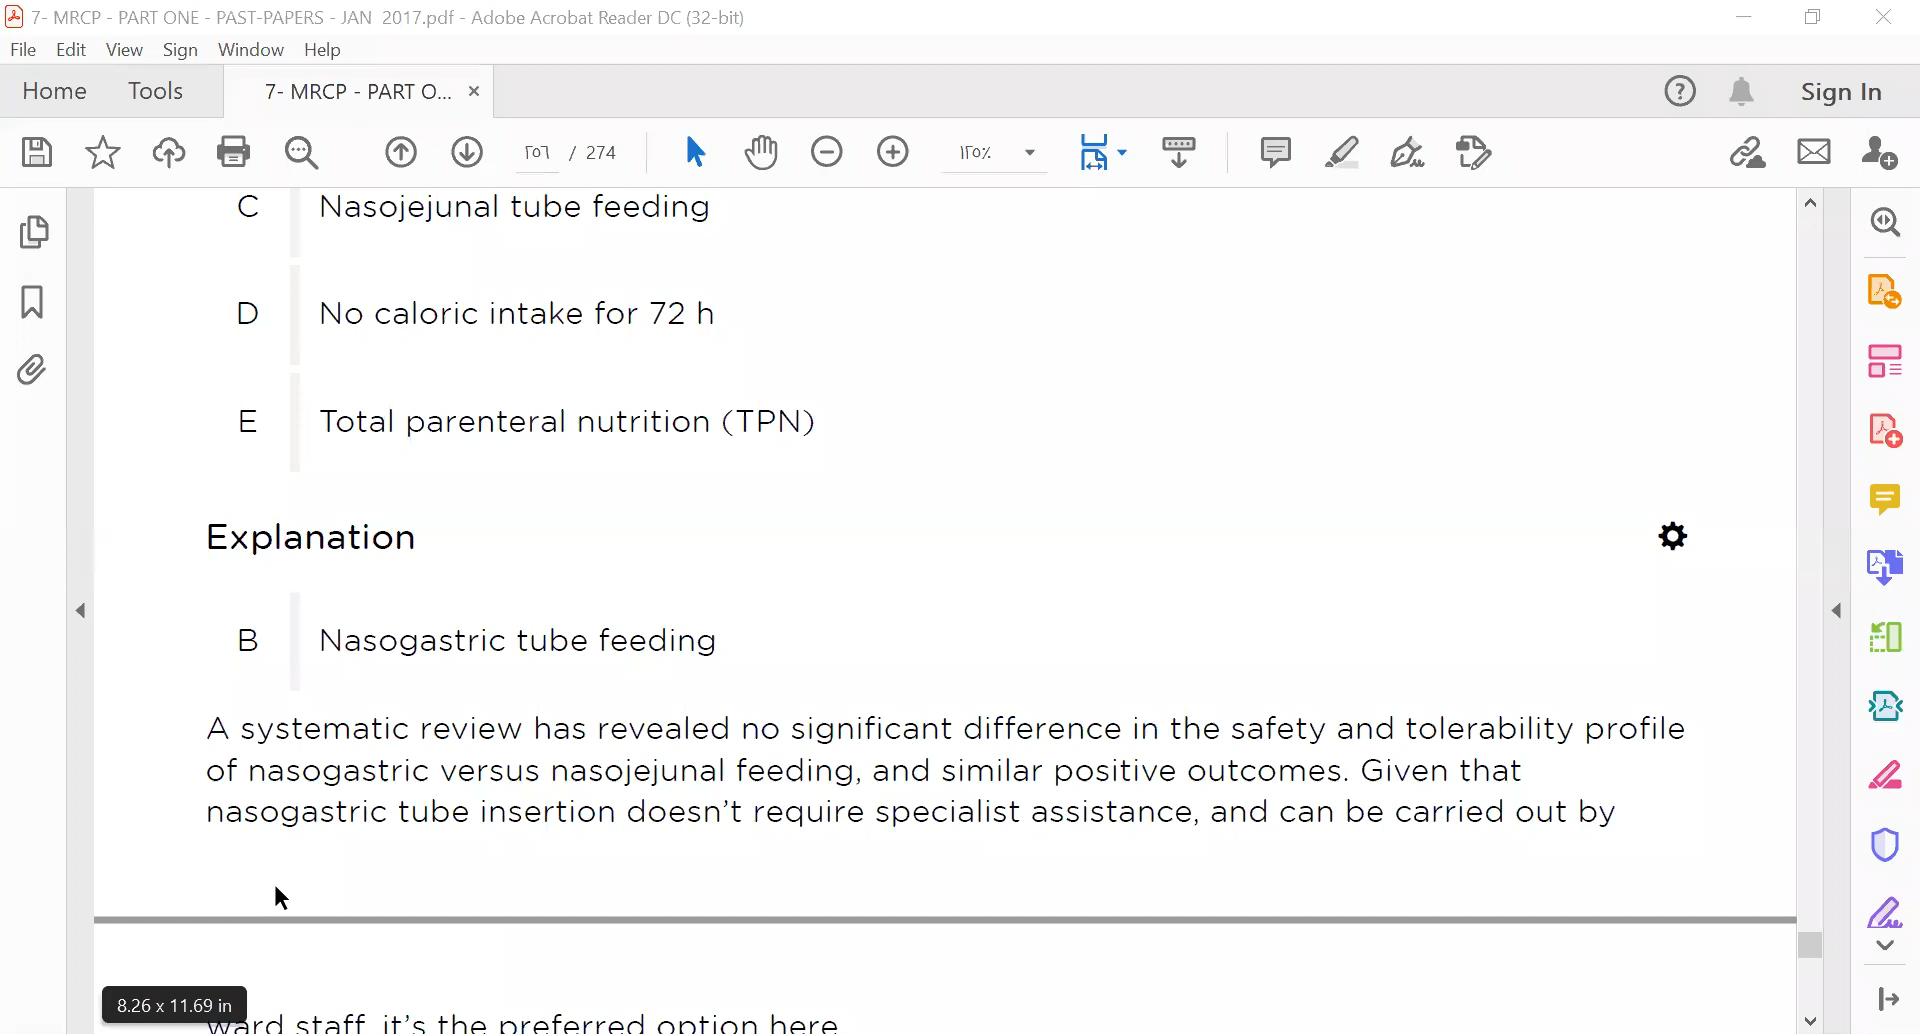 7- MRCP - PART ONE - PAST-PAPERS - JAN 2017.pdf - Adobe Acrobat Reader DC (32-bit)
File Edit View Sign Window Help
Home Tools 7- MRCP - PART O... × Sign In
٢٥٦ / 274 ١٢٥%
C Nasojejunal tube feeding
D No caloric intake for 72 h
E Total parenteral nutrition (TPN)
Explanation
B Nasogastric tube feeding
A systematic review has revealed no significant difference in the safety and tolerability profile
of nasogastric versus nasojejunal feeding, and similar positive outcomes. Given that
nasogastric tube insertion doesn't require specialist assistance, and can be carried out by
8.26 x 11.69 in
ward staff, it's the preferred option here